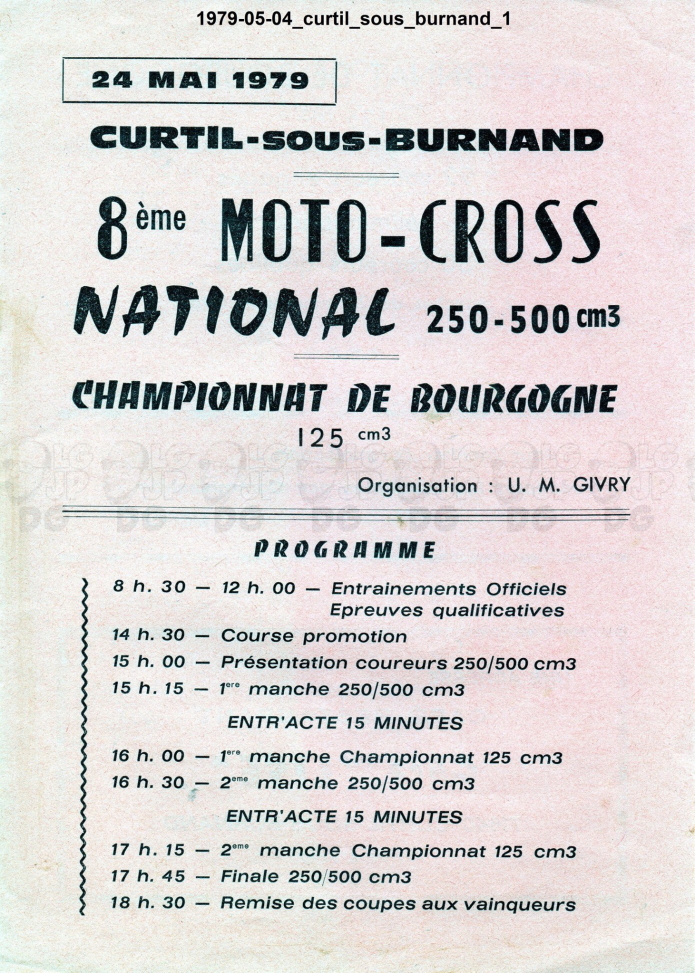 1979-05-04_curtil_sous_burnand_1
24 MAI 1979
CURTIL-sous-BURNAND
8ème MOTO-CROSS
NATIONAL 250-500 cm3
CHAMPIONNAT DE BOURGOGNE
125 cm3
Organisation : U. M. GIVRY
PROGRAMME
8 h. 30 — 12 h. 00 — Entrainements Officiels
Epreuves qualificatives
14 h. 30 — Course promotion
15 h. 00 — Présentation coureurs 250/500 cm3
15 h. 15 — 1ere manche 250/500 cm3
ENTR'ACTE 15 MINUTES
16 h. 00 — 1ere manche Championnat 125 cm3
16 h. 30 — 2eme manche 250/500 cm3
ENTR'ACTE 15 MINUTES
17 h. 15 — 2eme manche Championnat 125 cm3
17 h. 45 — Finale 250/500 cm3
18 h. 30 — Remise des coupes aux vainqueurs